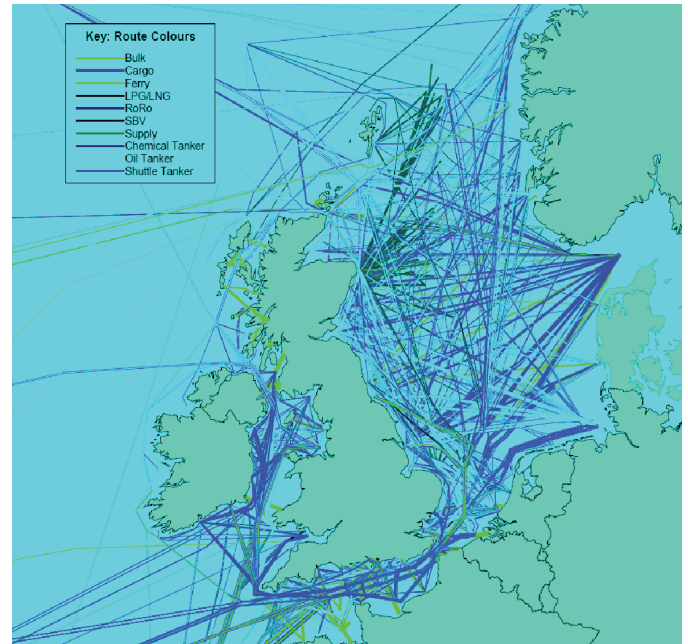 Key: Route Colours
Bulk
Cargo
Ferry
LPG/LNG
RoRo
SBV
Supply
Chemical Tanker
Oil Tanker
Shuttle Tanker